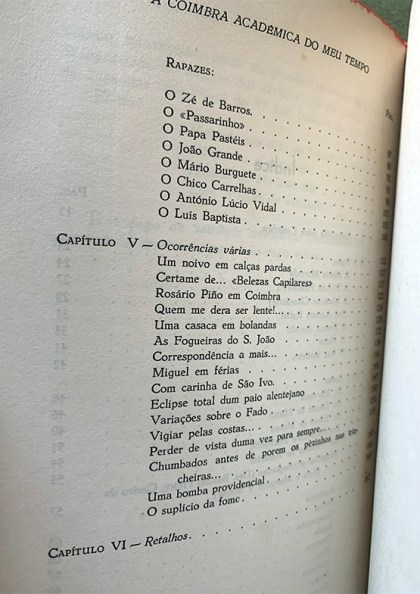 A COIMBRA ACADÉMICA DO MEU TEMPO
RAPAZES:
O Zé de Barros.
O «Passarinho»
O Papa Pastéis
O João Grande
O Mário Burguete
O Chico Carrelhas
O António Lúcio Vidal
O Luís Baptista
CAPÍTULO V — Ocorrências várias
Um noivo em calças pardas
Certame de... «Belezas Capilares»
Rosário Piño em Coimbra
Quem me dera ser lente!...
Uma casaca em bolandas
As Fogueiras do S. João
Correspondência a mais...
Miguel em férias
Com carinha de São Ivo.
Eclipse total dum paio alentejano
Variações sobre o Fado
Vigiar pelas costas...
Perder de vista duma vez para sempre...
Chumbados antes de porem os pèzinhos nas trin-
cheiras...
Uma bomba providencial
O suplício da fome
CAPÍTULO VI — Retalhos